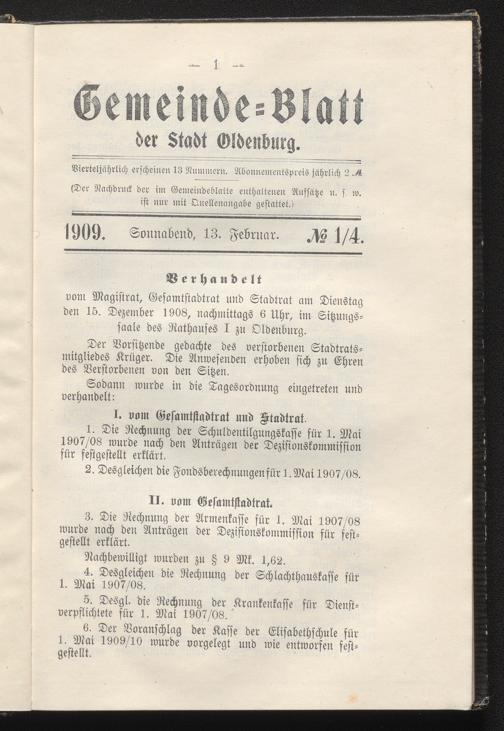 — 1 —
Gemeinde=Blatt
der Stadt Oldenburg.
Vierteljährlich erscheinen 13 Nummern. Abonnementspreis jährlich 2 ℳ
(Der Nachdruck der im Gemeindeblatte enthaltenen Aufsätze u. s. w.
ist nur mit Quellenangabe gestattet.)
1909. Sonnabend, 13. Februar. № 1/4.
Verhandelt
vom Magistrat, Gesamtstadtrat und Stadtrat am Dienstag
den 15. Dezember 1908, nachmittags 6 Uhr, im Sitzungs-
saale des Rathauses I zu Oldenburg.
Der Vorsitzende gedachte des verstorbenen Stadtrats-
mitgliedes Krüger. Die Anwesenden erhoben sich zu Ehren
des Verstorbenen von den Sitzen.
Sodann wurde in die Tagesordnung eingetreten und
verhandelt:
I. vom Gesamtstadtrat und Stadtrat.
1. Die Rechnung der Schuldentilgungskasse für 1. Mai
1907/08 wurde nach den Anträgen der Dezisionskommission
für festgestellt erklärt.
2. Desgleichen die Fondsberechnungen für 1. Mai 1907/08.
II. vom Gesamtstadtrat.
3. Die Rechnung der Armenkasse für 1. Mai 1907/08
wurde nach den Anträgen der Dezisionskommission für fest-
gestellt erklärt.
Nachbewilligt wurden zu § 9 Mk. 1,62.
4. Desgleichen die Rechnung der Schlachthauskasse für
1. Mai 1907/08.
5. Desgl. die Rechnung der Krankenkasse für Dienst-
verpflichtete für 1. Mai 1907/08.
6. Der Voranschlag der Kasse der Elisabethschule für
1. Mai 1909/10 wurde vorgelegt und wie entworfen fest-
gestellt.